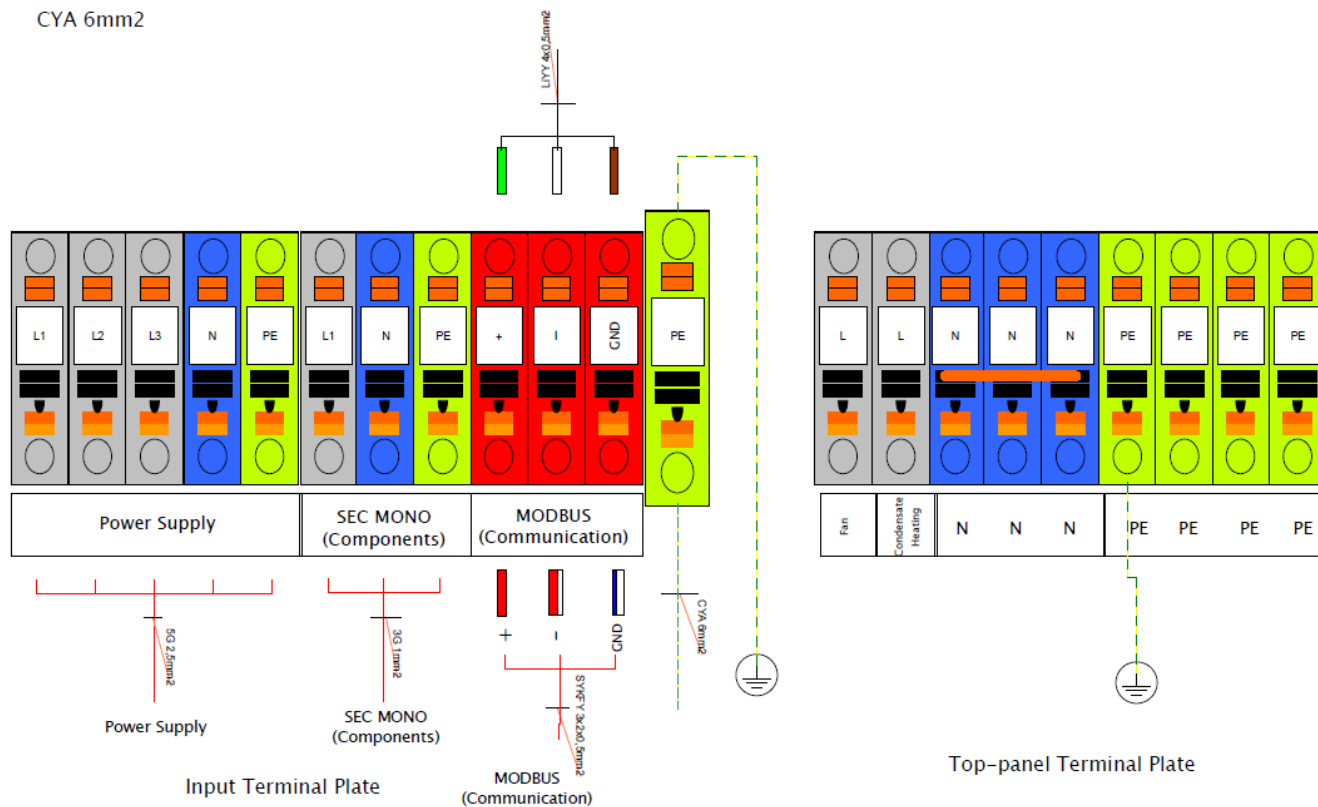 CYA 6mm2
LIYY 4x0,5mm2
L1 L2 L3 N PE L1 N PE + I GND PE
L L N N N PE PE PE PE
Power Supply
SEC MONO
(Components)
MODBUS
(Communication)
Fan
Condensate
Heating
N N N PE PE PE PE
+ – GND
5G 2,5mm2
3G 1mm2
SYKFY 3x2x0,5mm2
CYA 6mm2
Power Supply
SEC MONO
(Components)
MODBUS
(Communication)
Input Terminal Plate
Top-panel Terminal Plate